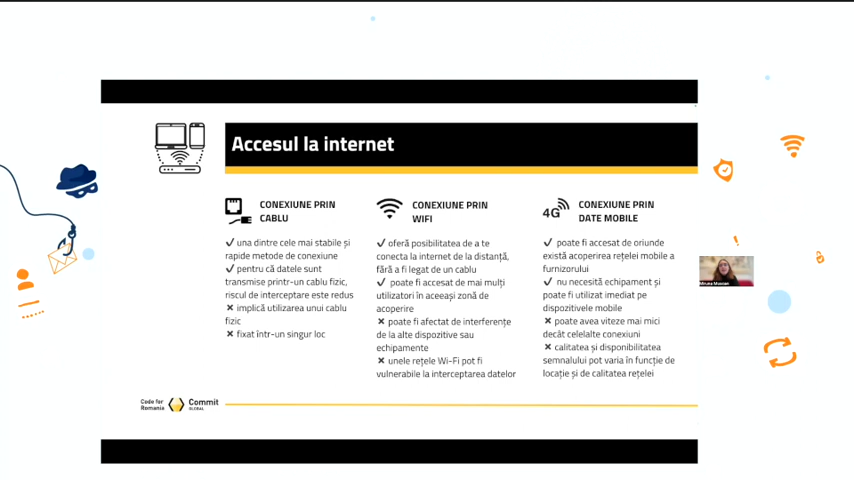 Accesul la internet
CONEXIUNE PRIN
CABLU
✓ una dintre cele mai stabile și
rapide metode de conexiune
✓ pentru că datele sunt
transmise printr-un cablu fizic,
riscul de interceptare este redus
✕ implică utilizarea unui cablu
fizic
✕ fixat într-un singur loc
CONEXIUNE PRIN
WIFI
✓ oferă posibilitatea de a te
conecta la internet de la distanță,
fără a fi legat de un cablu
✓ poate fi accesat de mai mulți
utilizatori în aceeași zonă de
acoperire
✕ poate fi afectat de interferențe
de la alte dispozitive sau
echipamente
✕ unele rețele Wi-Fi pot fi
vulnerabile la interceptarea datelor
4G
CONEXIUNE PRIN
DATE MOBILE
✓ poate fi accesat de oriunde
există acoperirea rețelei mobile a
furnizorului
✓ nu necesită echipament și
poate fi utilizat imediat pe
dispozitivele mobile
✕ poate avea viteze mai mici
decât celelalte conexiuni
✕ calitatea și disponibilitatea
semnalului pot varia în funcție de
locație și de calitatea rețelei
Code for
Romania
Commit
GLOBAL